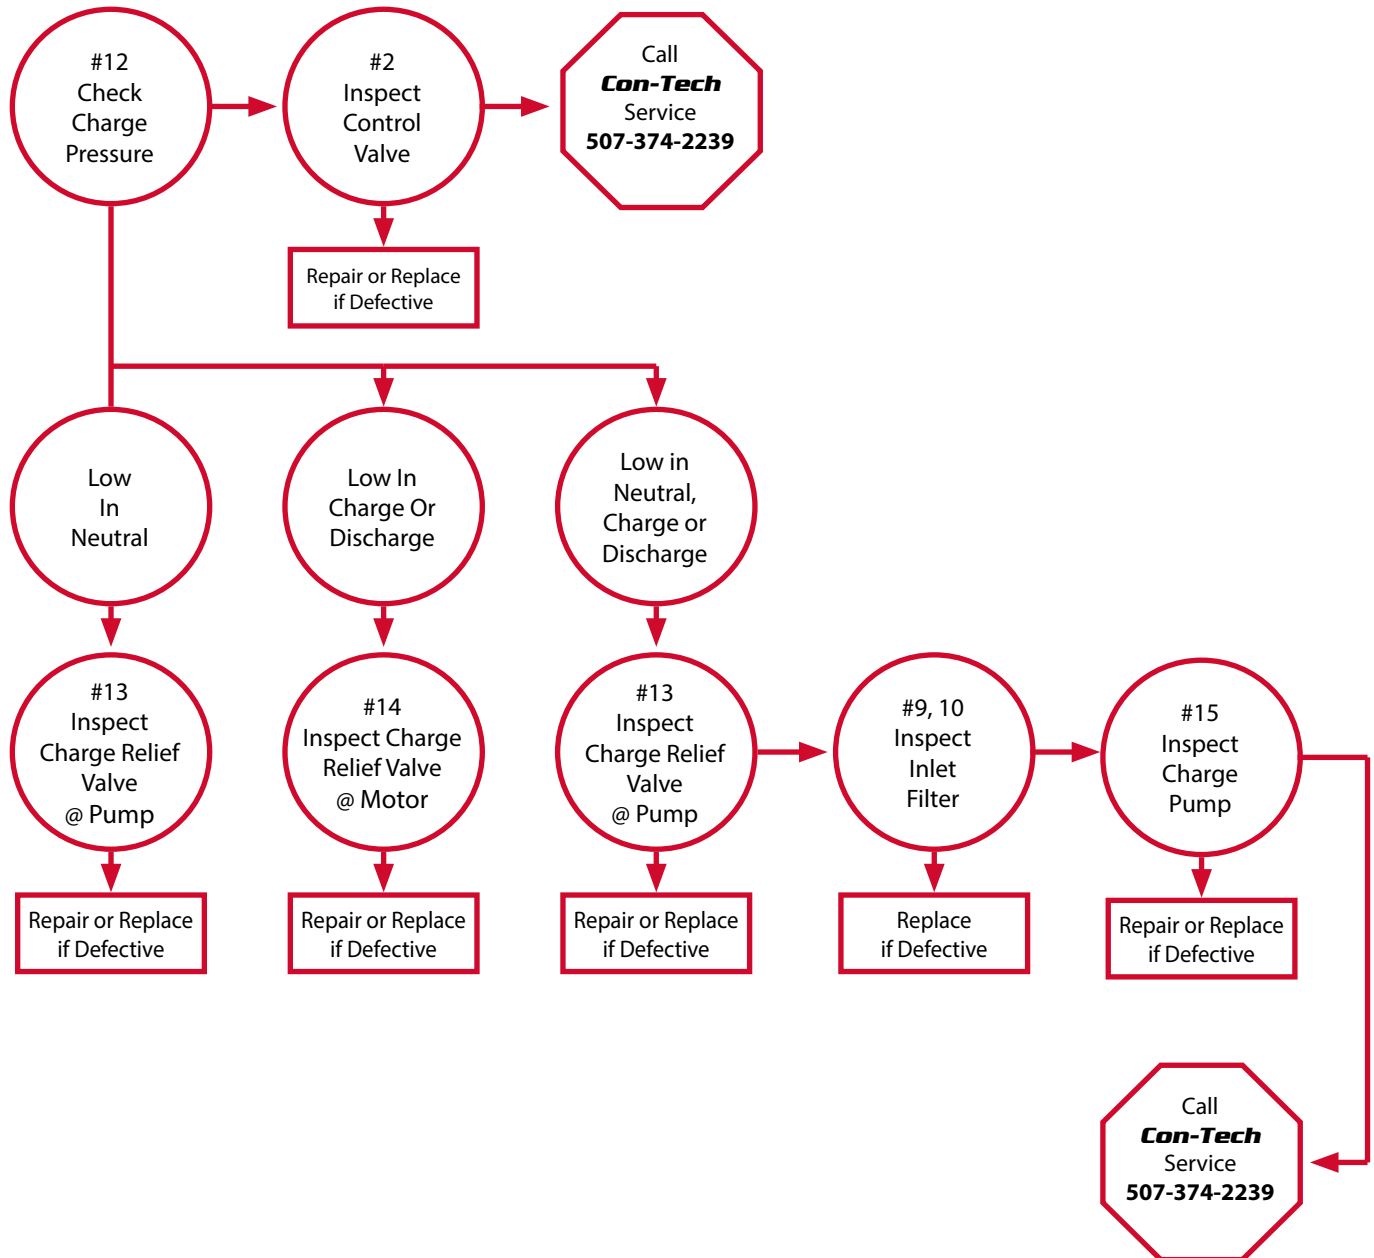 #12
Check
Charge
Pressure
#2
Inspect
Control
Valve
Call
Con-Tech
Service
507-374-2239
Repair or Replace
if Defective
Low
In
Neutral
Low In
Charge Or
Discharge
Low in
Neutral,
Charge or
Discharge
#13
Inspect
Charge Relief
Valve
@ Pump
#14
Inspect Charge
Relief Valve
@ Motor
#13
Inspect
Charge Relief
Valve
@ Pump
#9, 10
Inspect
Inlet
Filter
#15
Inspect
Charge
Pump
Repair or Replace
if Defective
Repair or Replace
if Defective
Repair or Replace
if Defective
Replace
if Defective
Repair or Replace
if Defective
Call
Con-Tech
Service
507-374-2239